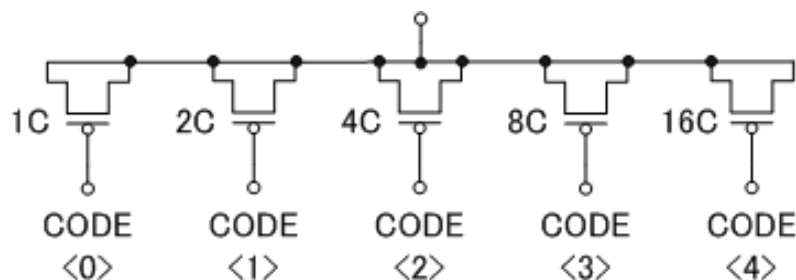 1C 2C 4C 8C 16C
CODE CODE CODE CODE CODE
<0> <1> <2> <3> <4>